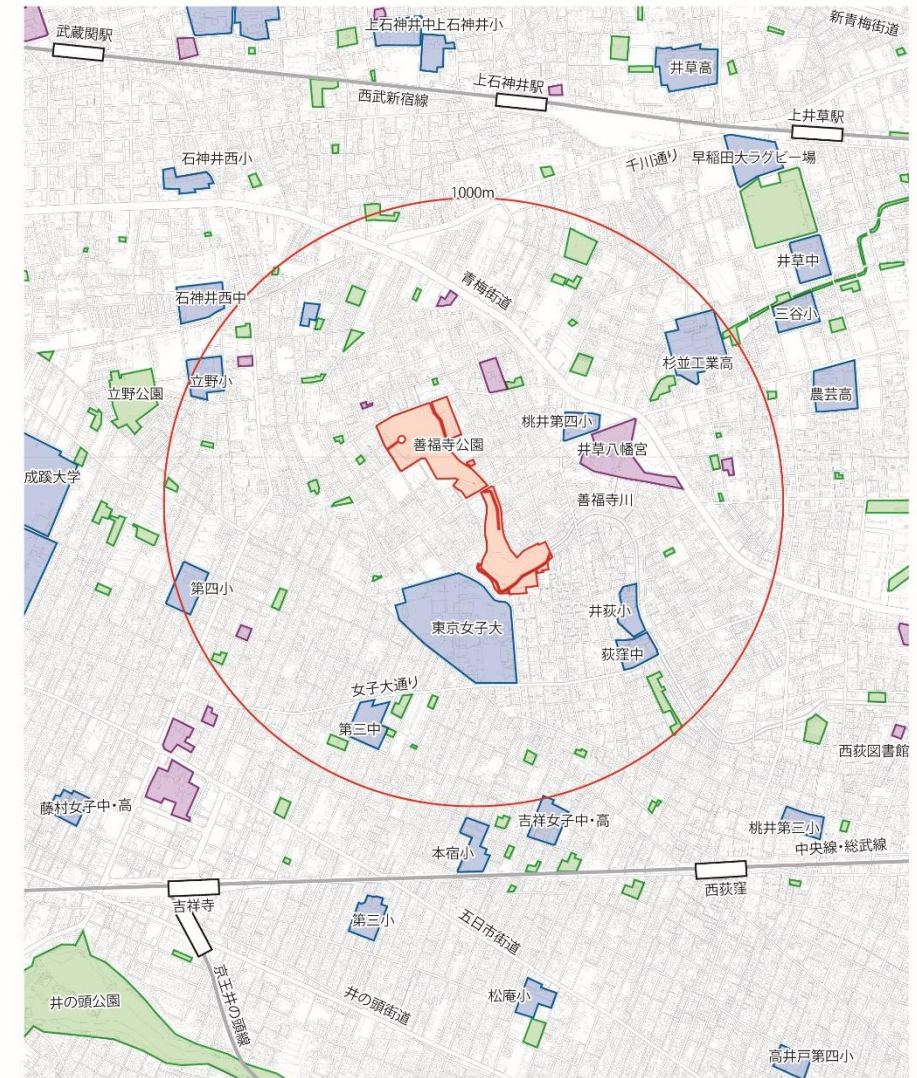 武蔵関駅
上石神井中
上石神井小
新青梅街道
井草高
上石神井駅
西武新宿線
上井草駅
千川通り
早稲田大ラグビー場
石神井西小
1000m
井草中
青梅街道
石神井西中
三谷小
杉並工業高
立野小
立野公園
農芸高
桃井第四小
善福寺公園
井草八幡宮
成蹊大学
善福寺川
第四小
井荻小
東京女子大
荻窪中
女子大通り
第三中
西荻図書館
藤村女子中・高
吉祥女子中・高
桃井第三小
本宿小
中央線・総武線
西荻窪
吉祥寺
第三小
五日市街道
京王井の頭線
松庵小
井の頭公園
井の頭街道
高井戸第四小